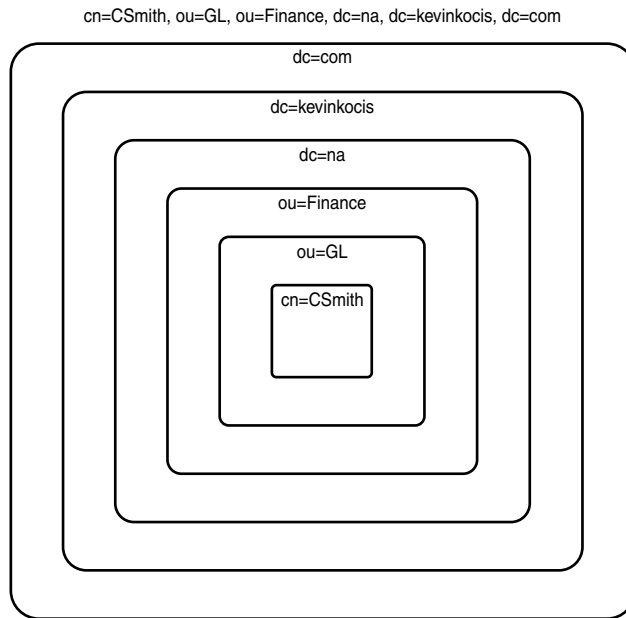 cn=CSmith, ou=GL, ou=Finance, dc=na, dc=kevinkocis, dc=com
dc=com
dc=kevinkocis
dc=na
ou=Finance
ou=GL
cn=CSmith